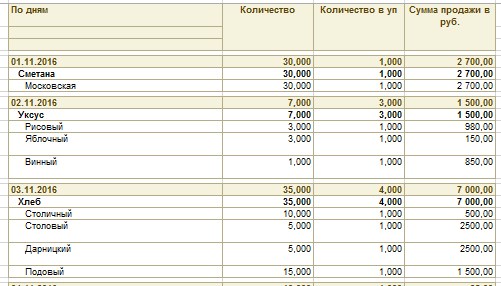 По дням Количество Количество в уп Сумма продажи в
руб.
01.11.2016 30,000 1,000 2 700,00
Сметана 30,000 1,000 2 700,00
Московская 30,000 1,000 2 700,00
02.11.2016 7,000 3,000 1 500,00
Уксус 7,000 3,000 1 500,00
Рисовый 3,000 1,000 980,00
Яблочный 3,000 1,000 150,00
Винный 1,000 1,000 850,00
03.11.2016 35,000 4,000 7 000,00
Хлеб 35,000 4,000 7 000,00
Столичный 10,000 1,000 500,00
Столовый 5,000 1,000 2500,00
Дарницкий 5,000 1,000 2500,00
Подовый 15,000 1,000 1 500,00